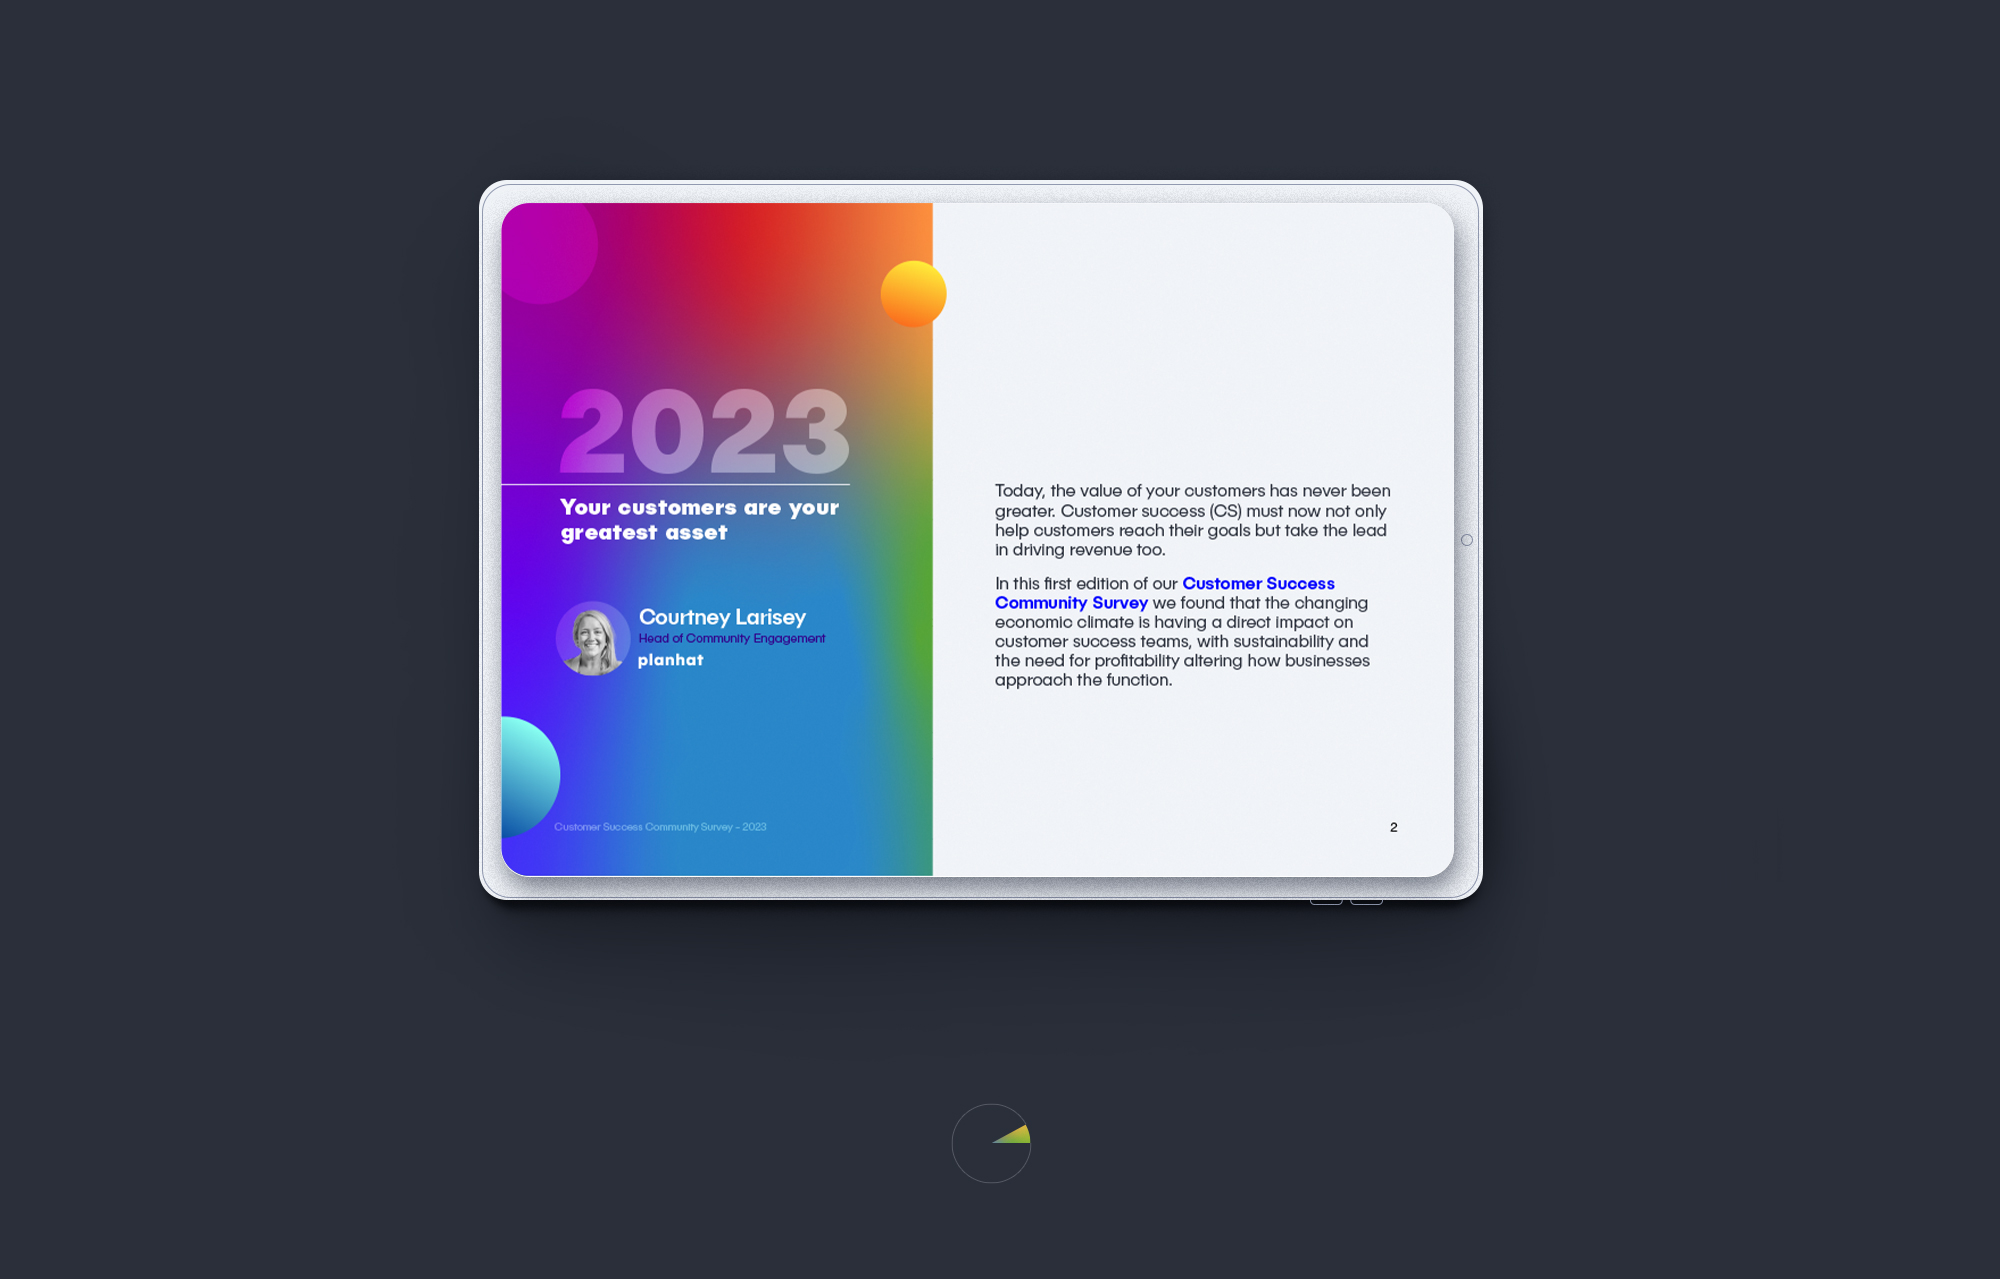 2023
Your customers are your
greatest asset
Courtney Larisey
Head of Community Engagement
planhat
Customer Success Community Survey - 2023
Today, the value of your customers has never been
greater. Customer success (CS) must now not only
help customers reach their goals but take the lead
in driving revenue too.
In this first edition of our Customer Success
Community Survey we found that the changing
economic climate is having a direct impact on
customer success teams, with sustainability and
the need for profitability altering how businesses
approach the function.
2